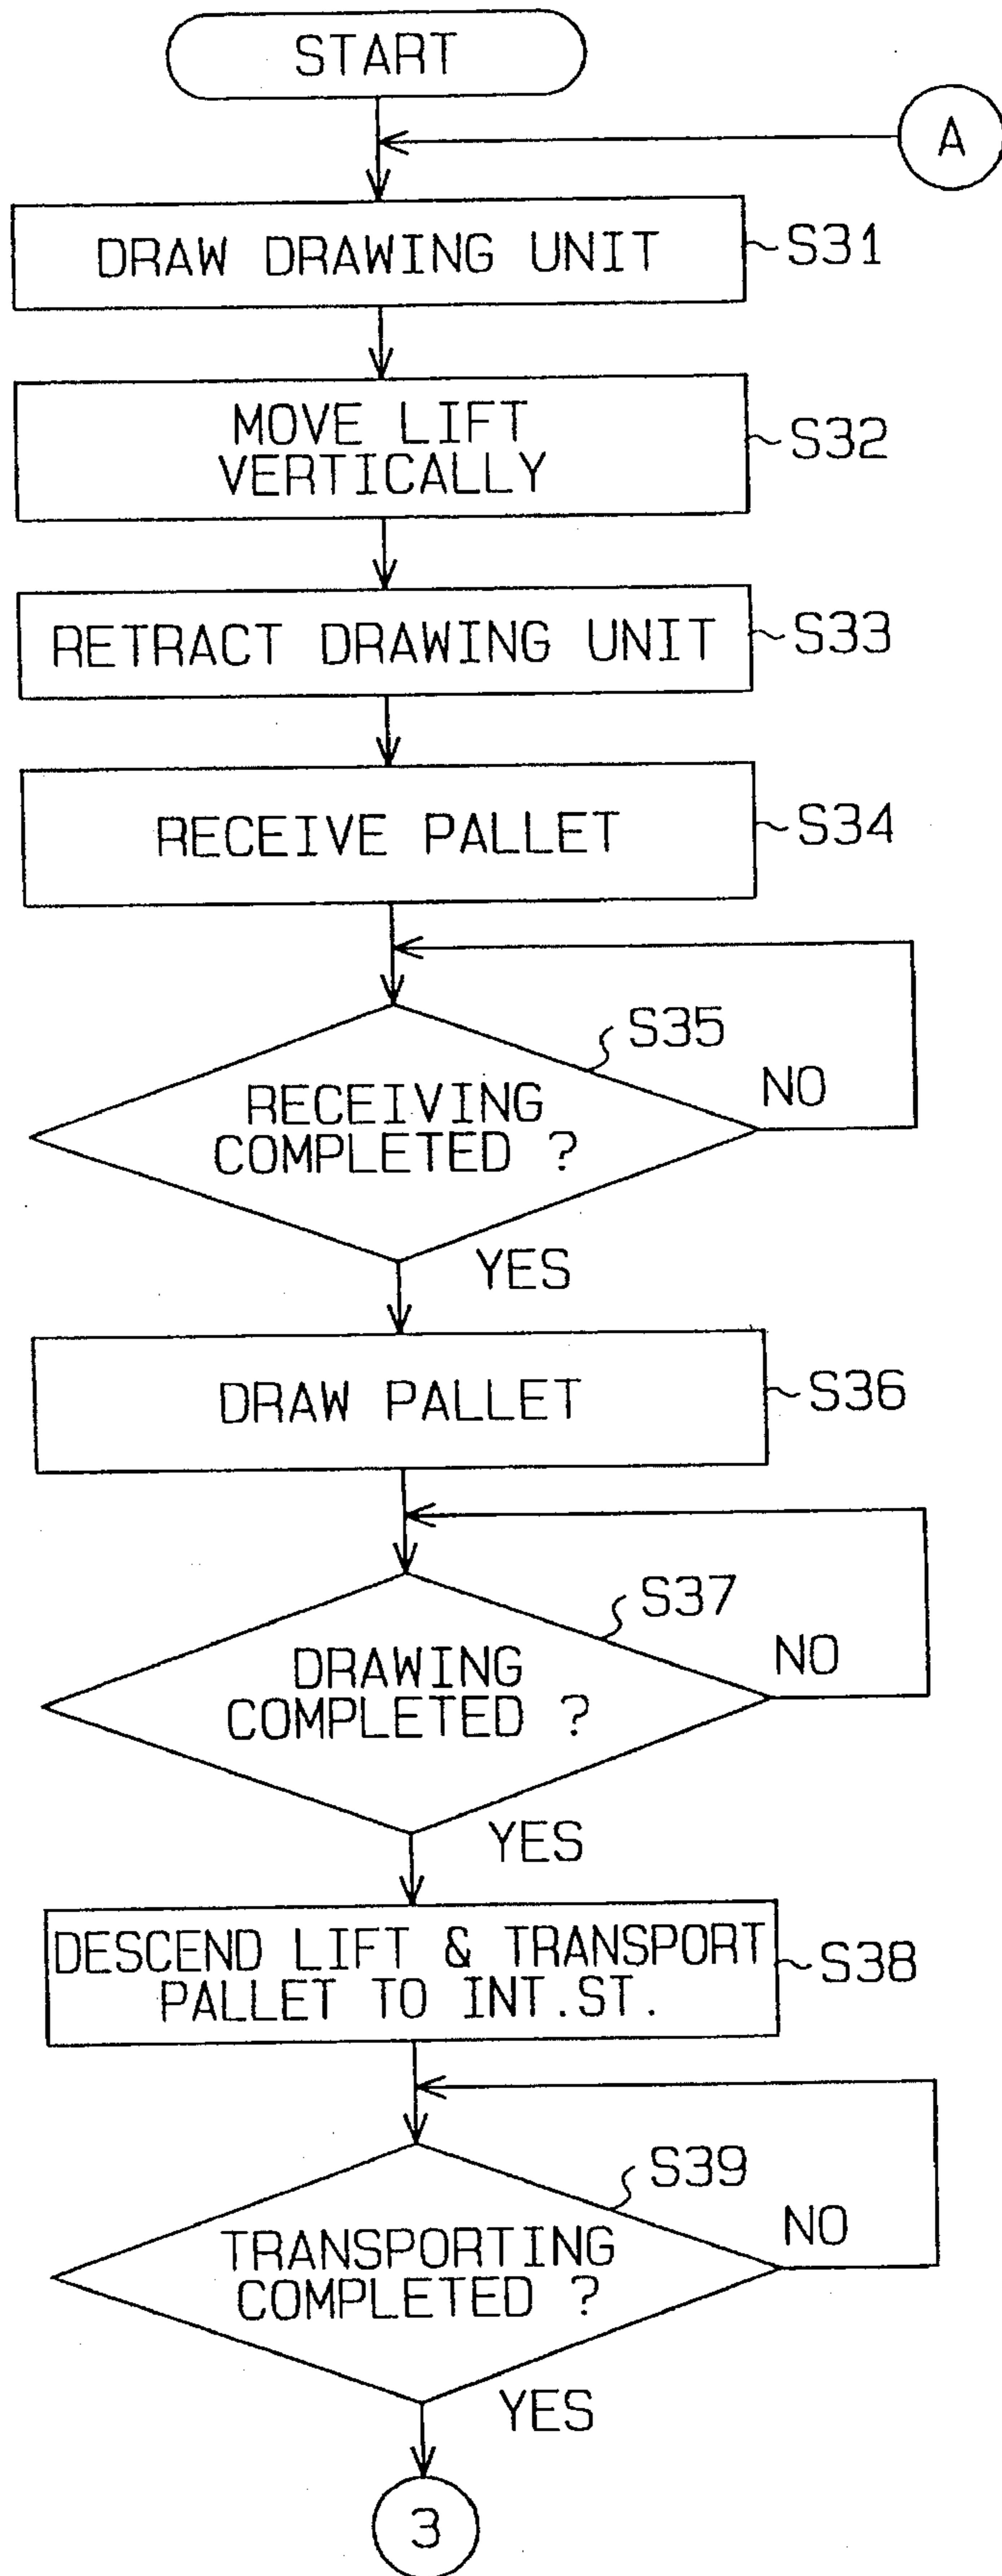 START
A
DRAW DRAWING UNIT
S31
MOVE LIFT
VERTICALLY
S32
RETRACT DRAWING UNIT
S33
RECEIVE PALLET
S34
S35
RECEIVING
COMPLETED ?
NO
YES
DRAW PALLET
S36
S37
DRAWING
COMPLETED ?
NO
YES
DESCEND LIFT & TRANSPORT
PALLET TO INT.ST.
S38
S39
TRANSPORTING
COMPLETED ?
NO
YES
3